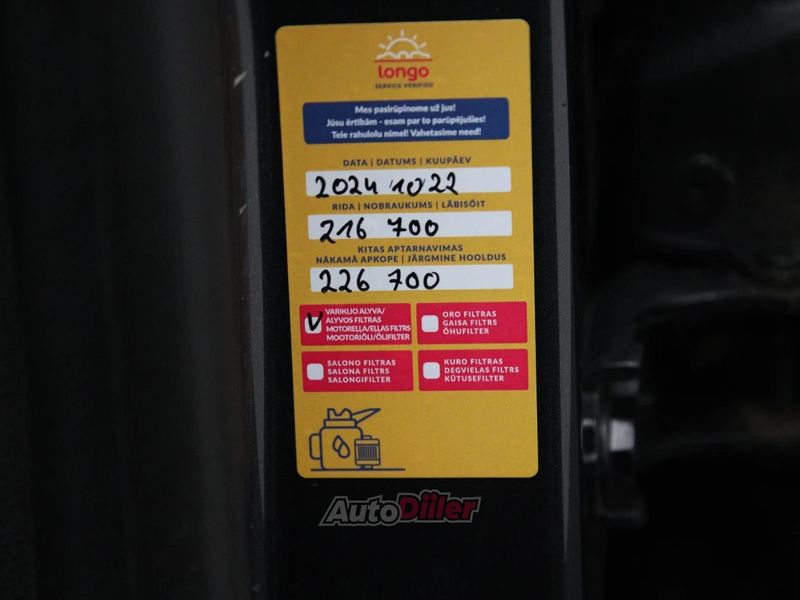 longo
SERVICE VERIFIED
Mes pasirūpinome už jus!
Jūsu ērtībām - esam par to parūpējušies!
Teie rahulolu nimel! Vahetasime need!
DATA | DATUMS | KUUPÄEV
2024 10 22
RIDA | NOBRAUKUMS | LÄBISÕIT
216 700
KITAS APTARNAVIMAS
NĀKAMĀ APKOPE | JÄRGMINE HOOLDUS
226 700
V VARIKLIO ALYVA/
ALYVOS FILTRAS
MOTOREĻĻA/EĻĻAS FILTRS
MOOTORIÕLI/ÕLIFILTER
ORO FILTRAS
GAISA FILTRS
ÕHUFILTER
SALONO FILTRAS
SALONA FILTRS
SALONGIFILTER
KURO FILTRAS
DEGVIELAS FILTRS
KÜTUSEFILTER
AutoDiiler